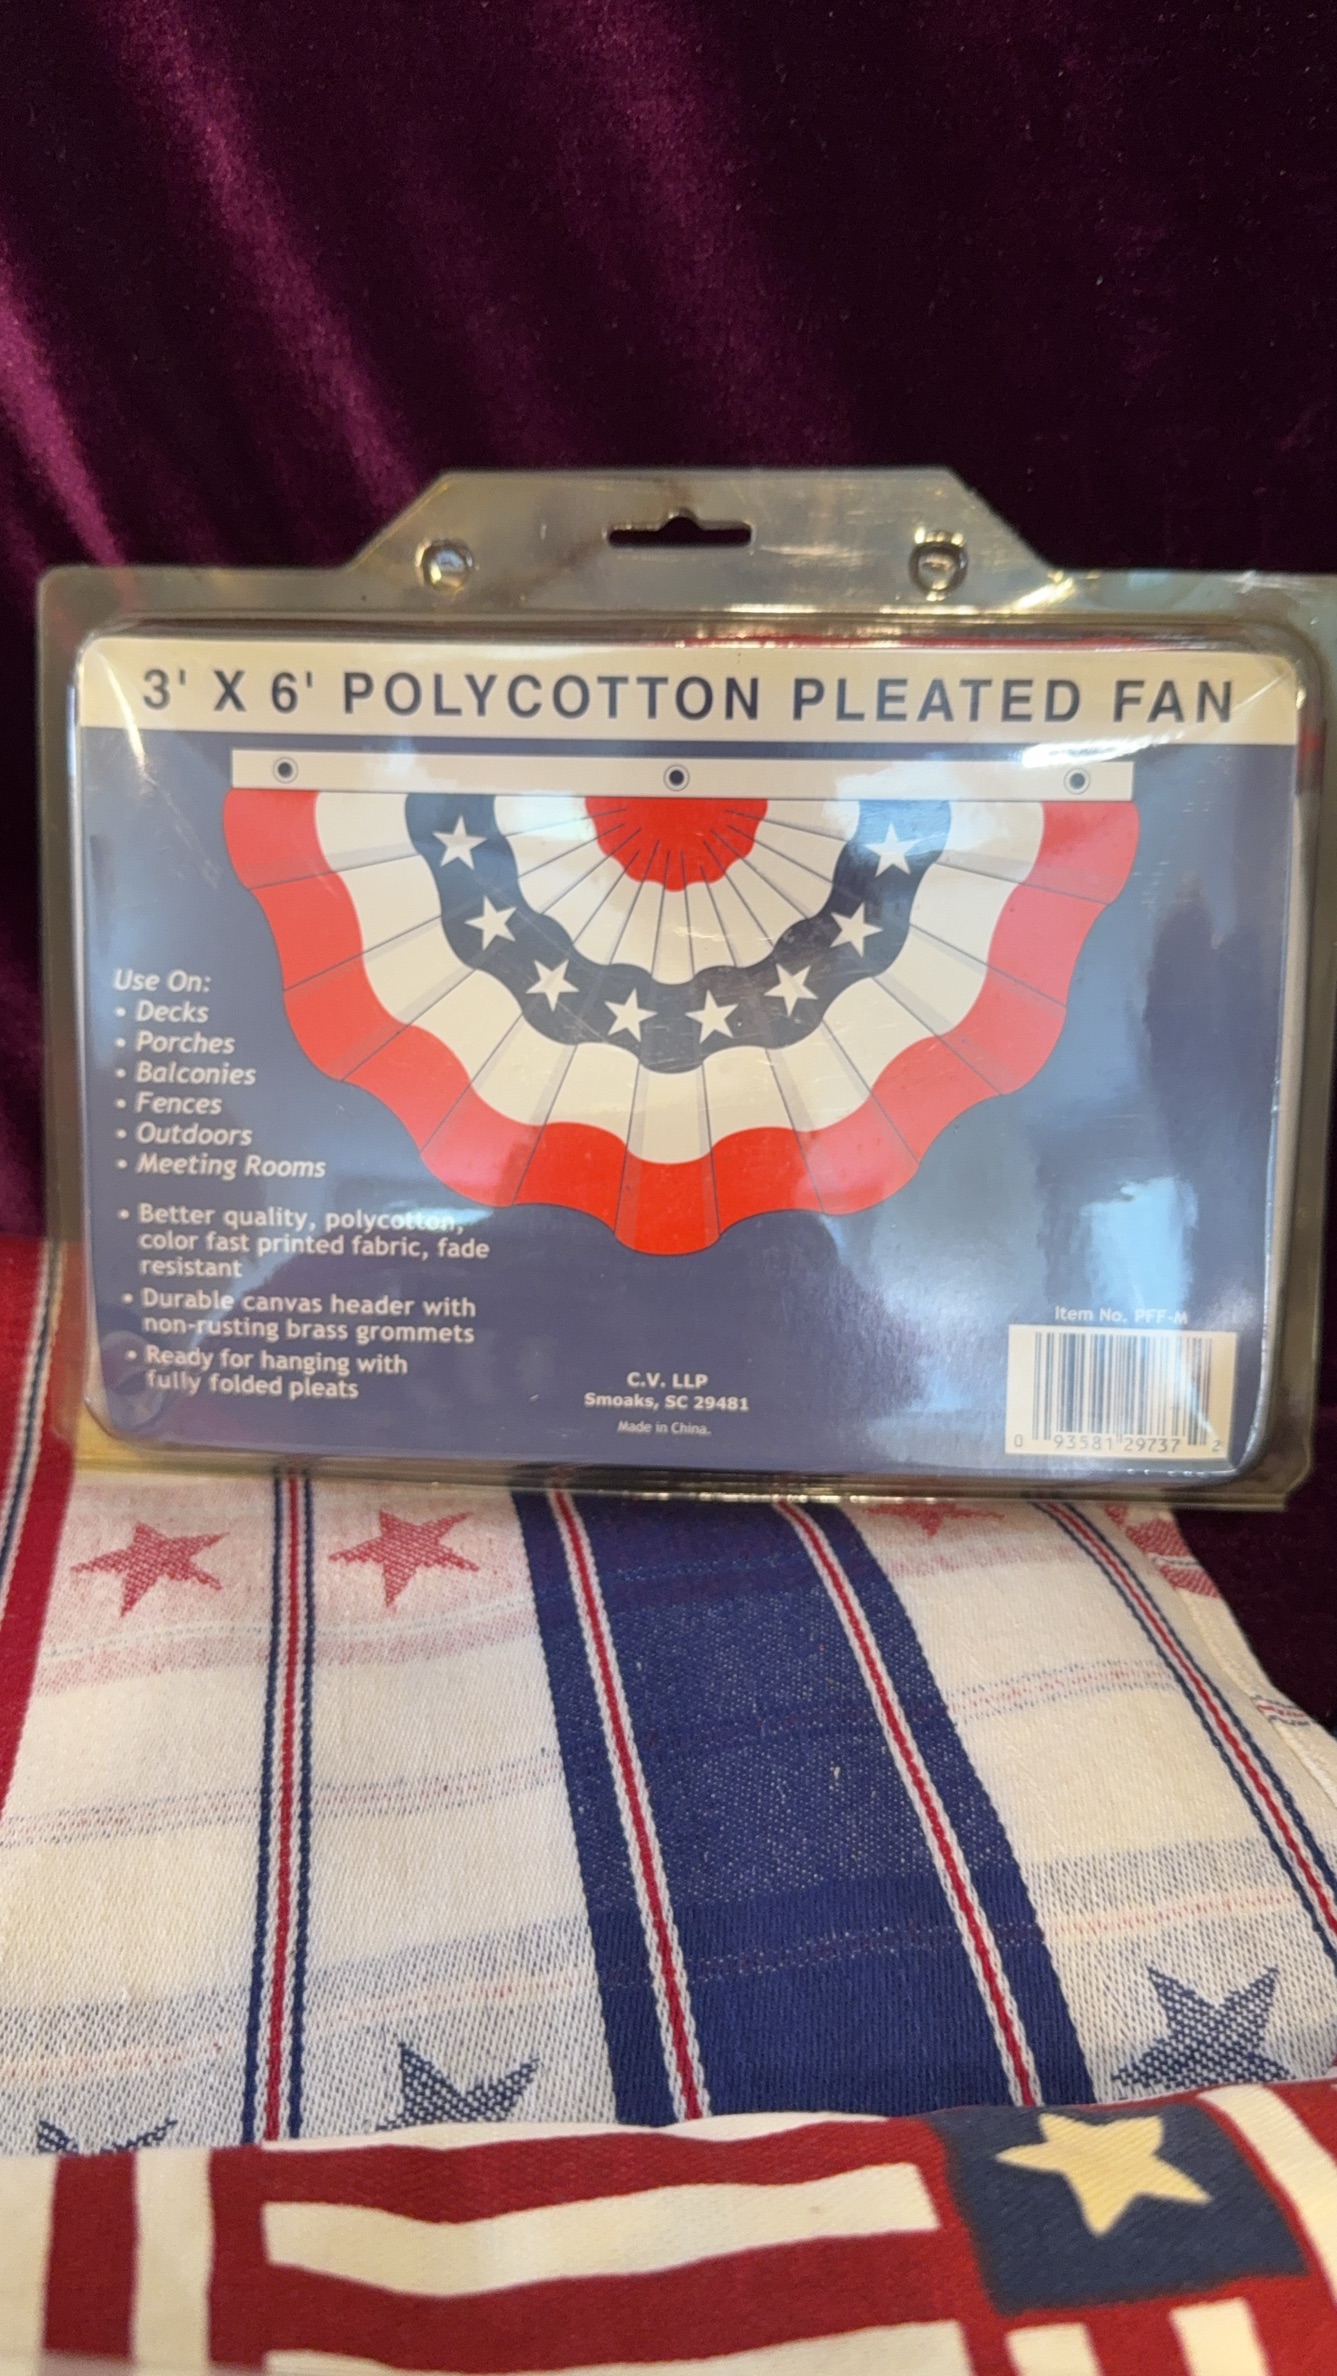 3' X 6' POLYCOTTON PLEATED FAN
Use On:
• Decks
• Porches
• Balconies
• Fences
• Outdoors
• Meeting Rooms
• Better quality, polycotton,
color fast printed fabric, fade
resistant
• Durable canvas header with
non-rusting brass grommets
• Ready for hanging with
fully folded pleats
C.V. LLP
Smoaks, SC 29481
Made in China.
Item No. PFF-M
0 93581 29737 2